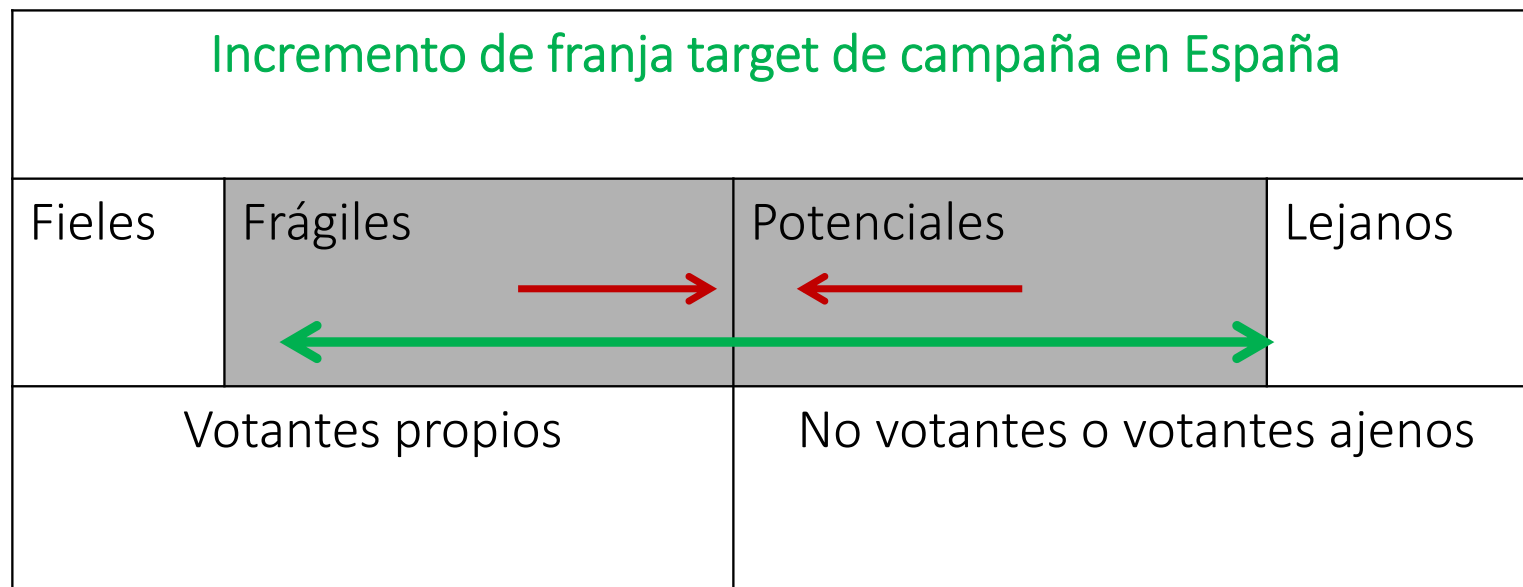 Incremento de franja target de campaña en España
Fieles
Frágiles
Potenciales
Lejanos
Votantes propios
No votantes o votantes ajenos